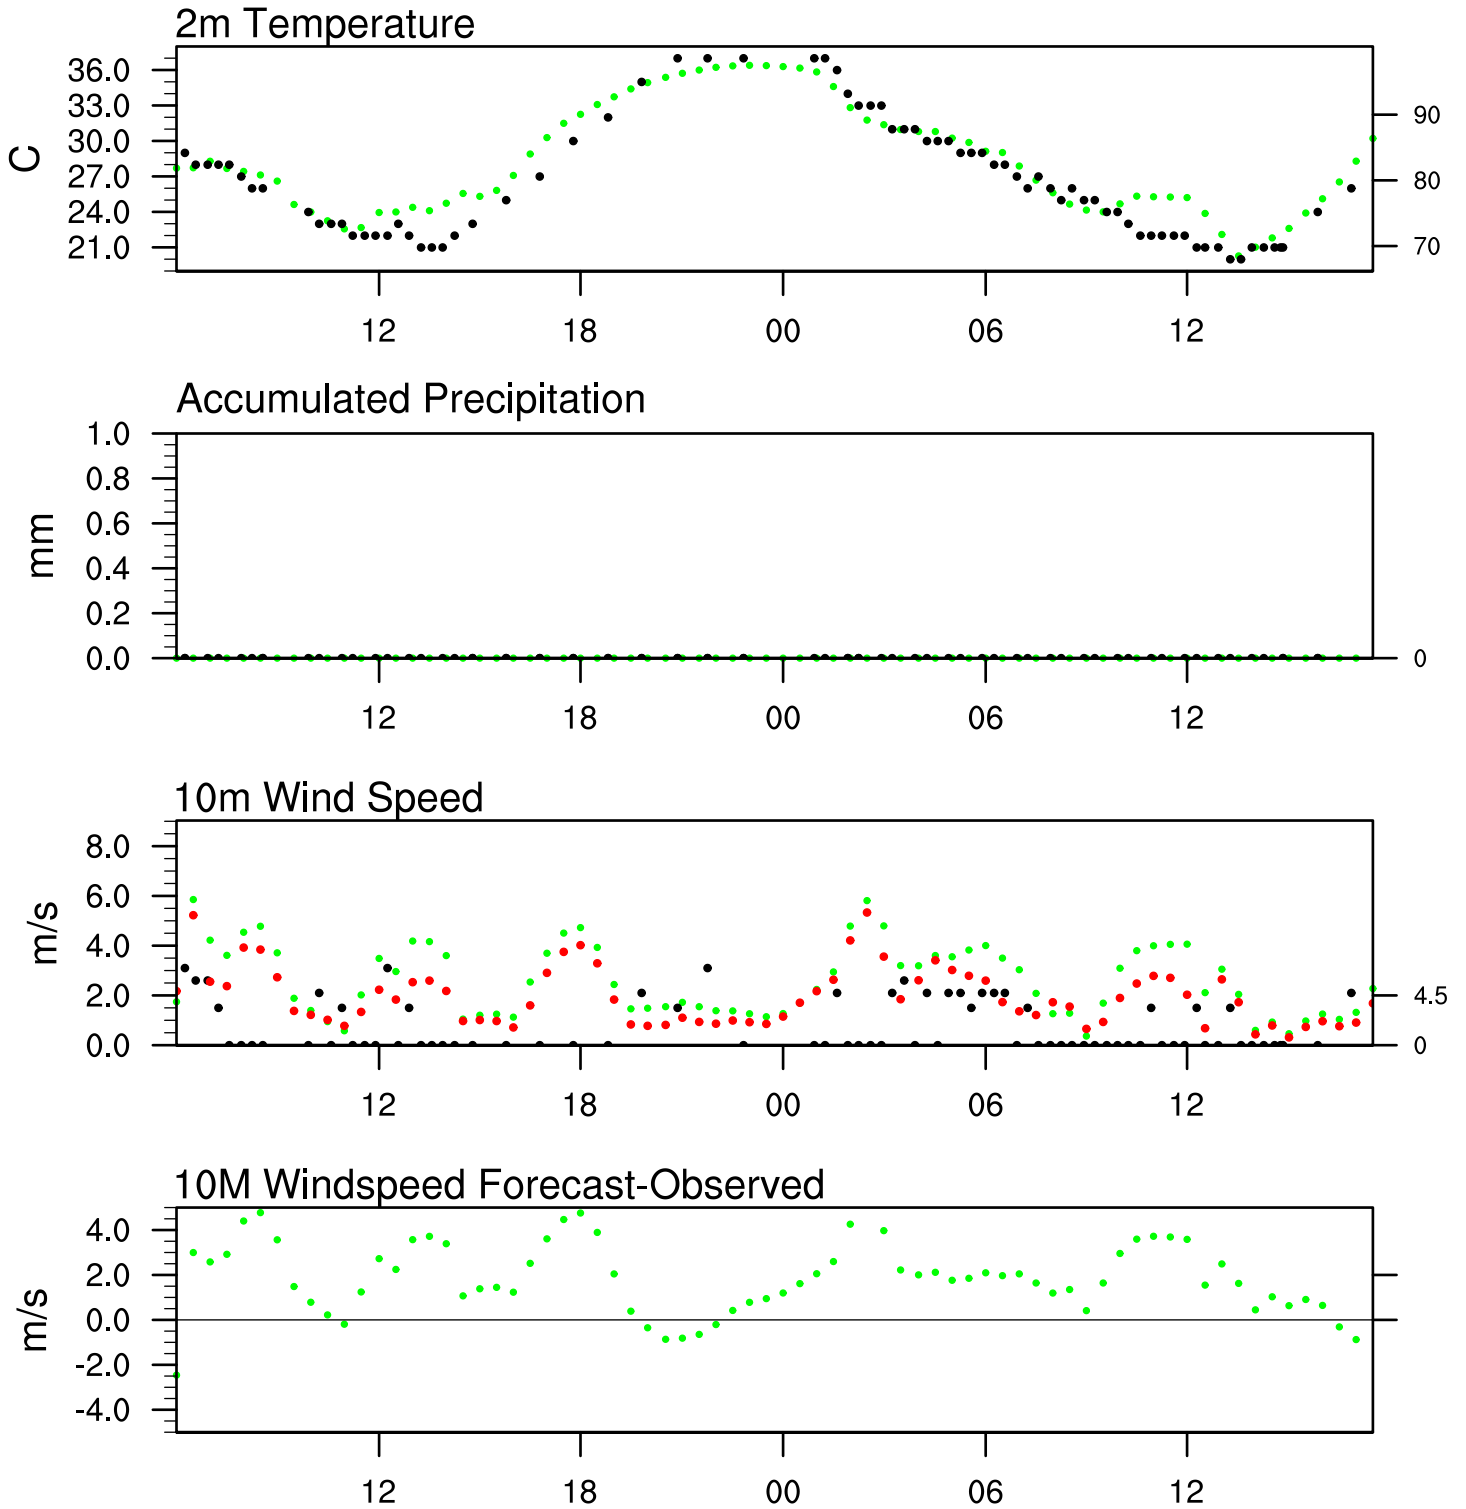 2m Temperature
36.0
33.0
30.0
27.0
24.0
21.0
C
90
80
70
12 18 00 06 12
Accumulated Precipitation
1.0
0.8
0.6
0.4
0.2
0.0
mm
0
12 18 00 06 12
10m Wind Speed
8.0
6.0
4.0
2.0
0.0
m/s
4.5
0
12 18 00 06 12
10M Windspeed Forecast-Observed
4.0
2.0
0.0
-2.0
-4.0
m/s
12 18 00 06 12